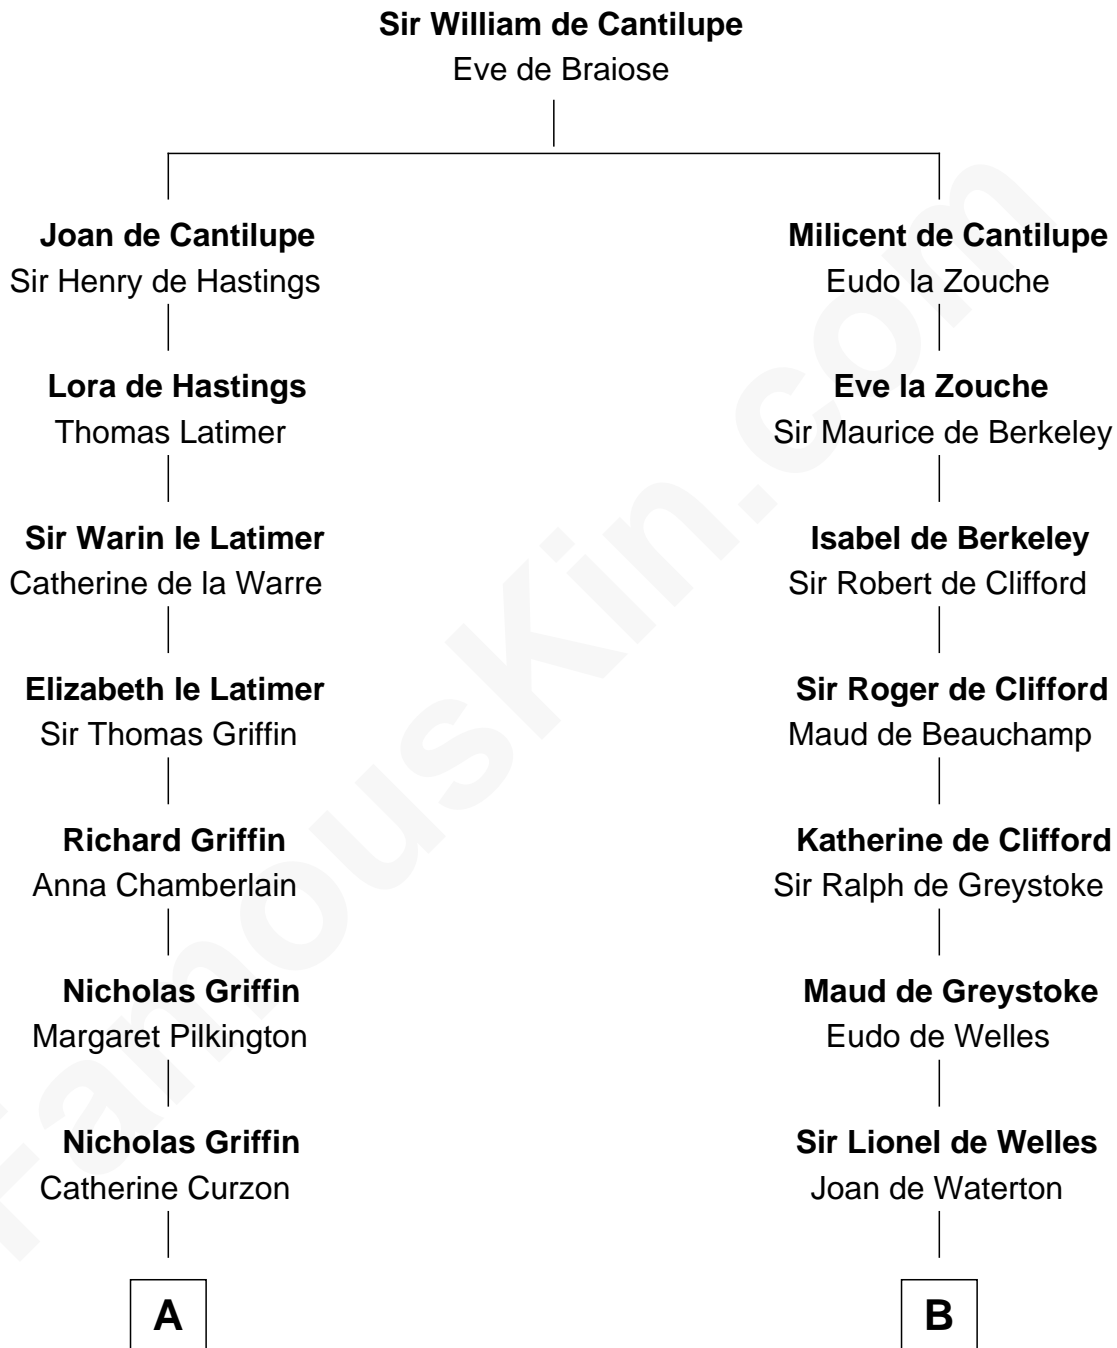 Sir William de Cantilupe
Eve de Braiose
Joan de Cantilupe
Sir Henry de Hastings
Milicent de Cantilupe
Eudo la Zouche
Lora de Hastings
Thomas Latimer
Eve la Zouche
Sir Maurice de Berkeley
Sir Warin le Latimer
Catherine de la Warre
Isabel de Berkeley
Sir Robert de Clifford
Elizabeth le Latimer
Sir Thomas Griffin
Sir Roger de Clifford
Maud de Beauchamp
Richard Griffin
Anna Chamberlain
Katherine de Clifford
Sir Ralph de Greystoke
Nicholas Griffin
Margaret Pilkington
Maud de Greystoke
Eudo de Welles
Nicholas Griffin
Catherine Curzon
Sir Lionel de Welles
Joan de Waterton
A
B
FamousKin.com